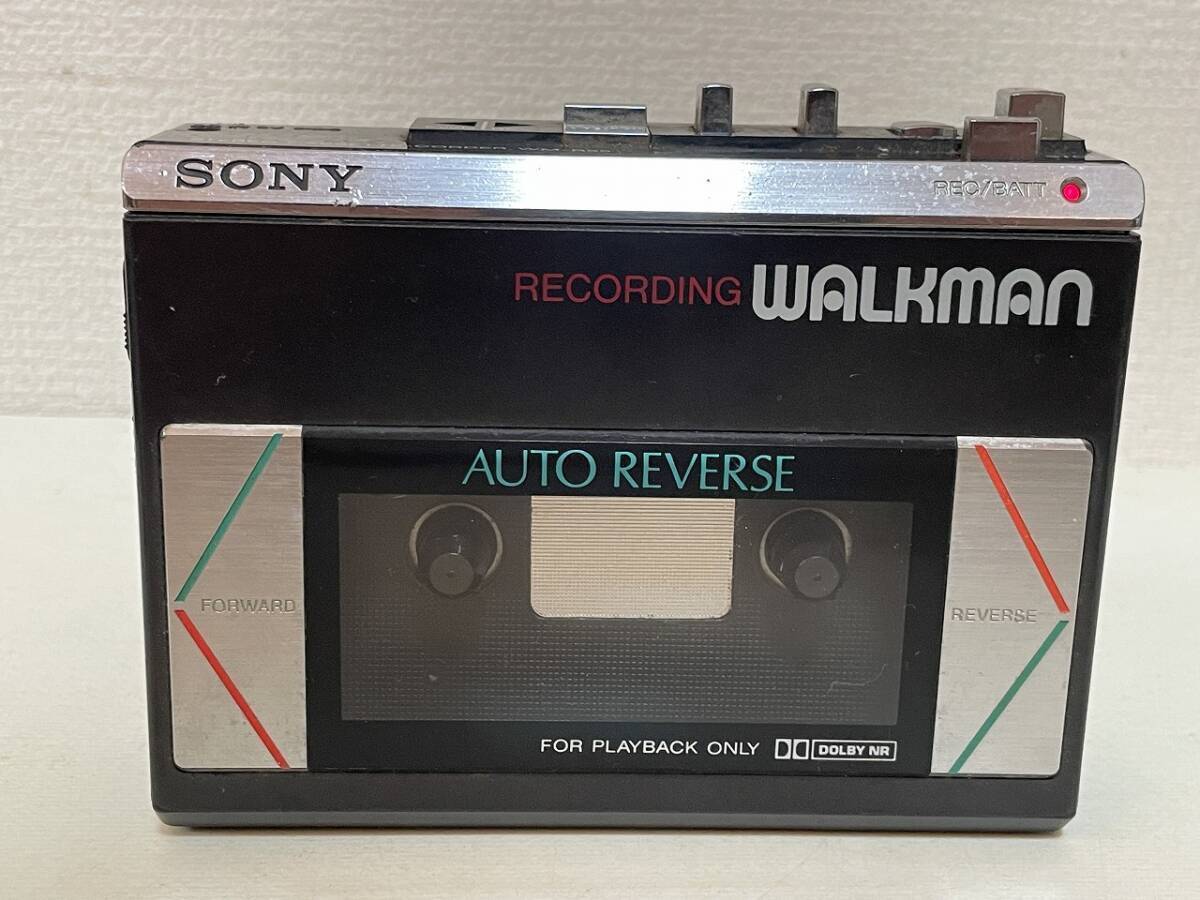 SONY
REC/BATT
RECORDING WALKMAN
AUTO REVERSE
FORWARD
REVERSE
FOR PLAYBACK ONLY DOLBY NR